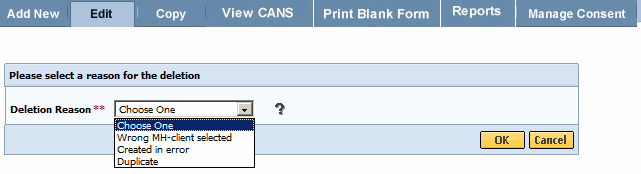 Add New Edit Copy View CANS Print Blank Form Reports Manage Consent
Please select a reason for the deletion
Deletion Reason ** Choose One ?
Choose One
Wrong MH-client selected
Created in error
Duplicate
OK Cancel